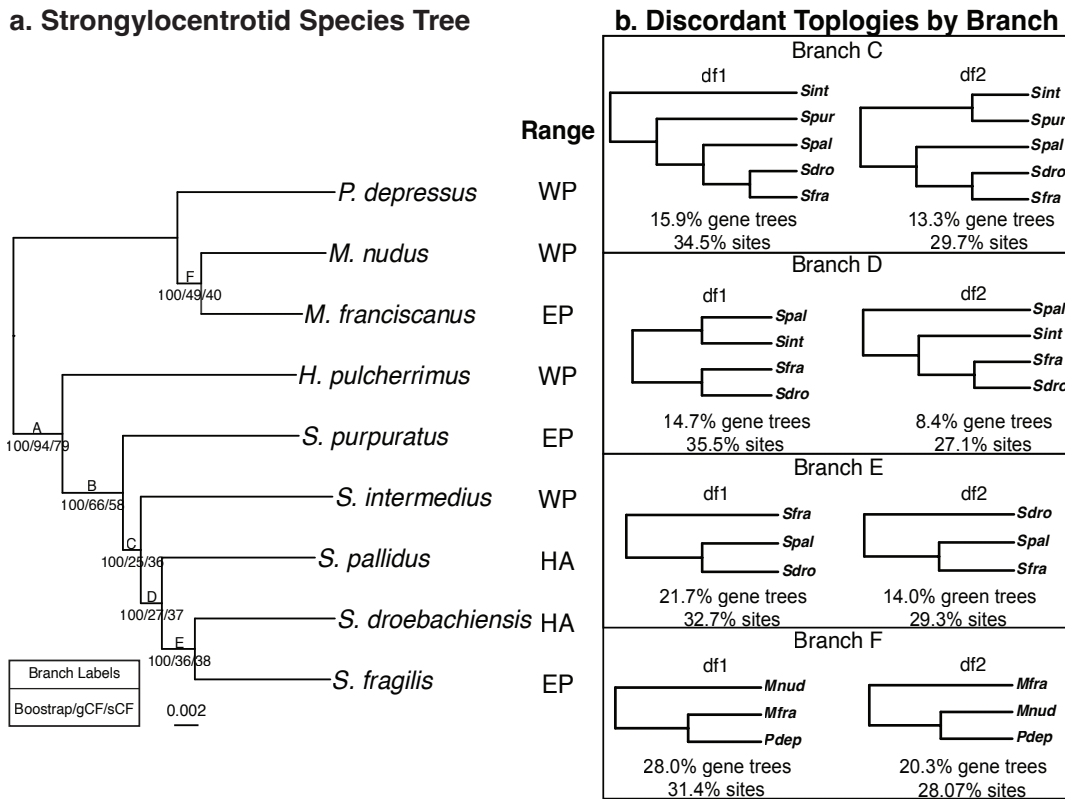 a. Strongylocentrotid Species Tree
Range
P. depressus WP
M. nudus WP
F
100/49/40
M. franciscanus EP
H. pulcherrimus WP
A
100/94/79
S. purpuratus EP
B
100/66/58
S. intermedius WP
C
100/25/36
S. pallidus HA
D
100/27/37
S. droebachiensis HA
E
100/36/38
S. fragilis EP
Branch Labels
Boostrap/gCF/sCF
0.002
b. Discordant Toplogies by Branch
Branch C
df1
Sint
Spur
Spal
Sdro
Sfra
15.9% gene trees
34.5% sites
df2
Sint
Spur
Spal
Sdro
Sfra
13.3% gene trees
29.7% sites
Branch D
df1
Spal
Sint
Sfra
Sdro
14.7% gene trees
35.5% sites
df2
Spal
Sint
Sfra
Sdro
8.4% gene trees
27.1% sites
Branch E
df1
Sfra
Spal
Sdro
21.7% gene trees
32.7% sites
df2
Sdro
Spal
Sfra
14.0% green trees
29.3% sites
Branch F
df1
Mnud
Mfra
Pdep
28.0% gene trees
31.4% sites
df2
Mfra
Mnud
Pdep
20.3% gene trees
28.07% sites